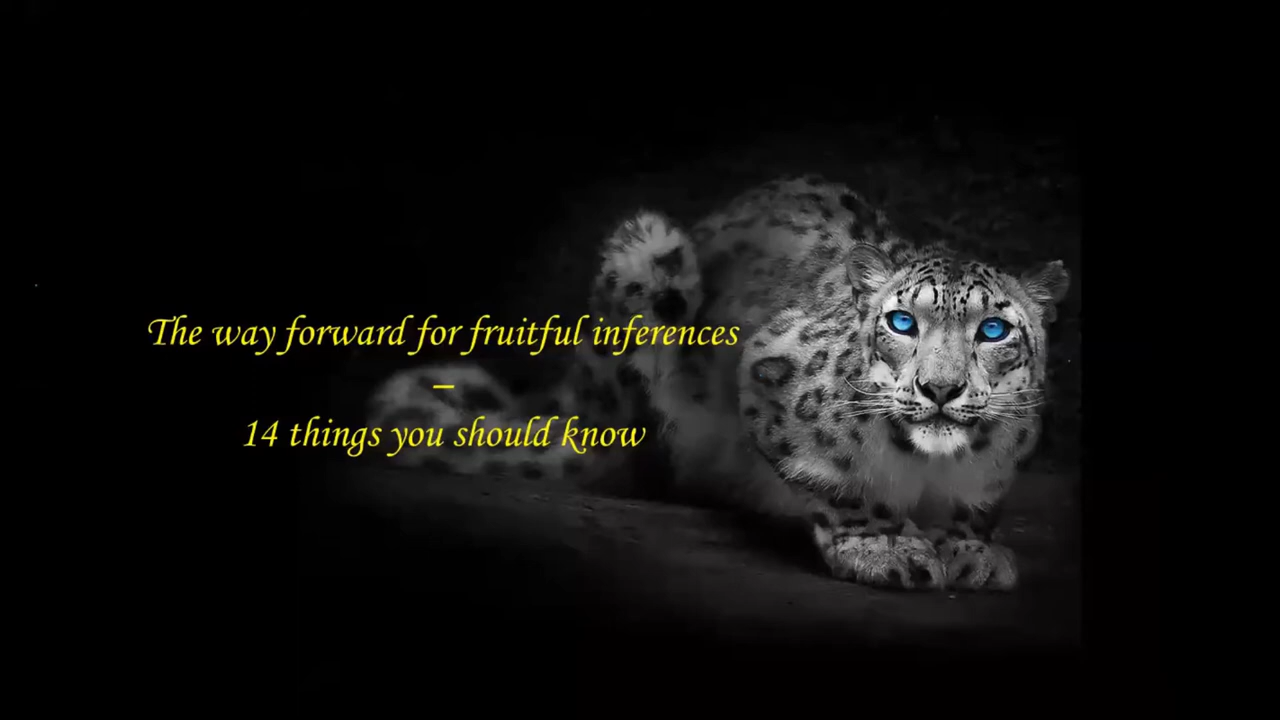 The way forward for fruitful inferences
–
14 things you should know